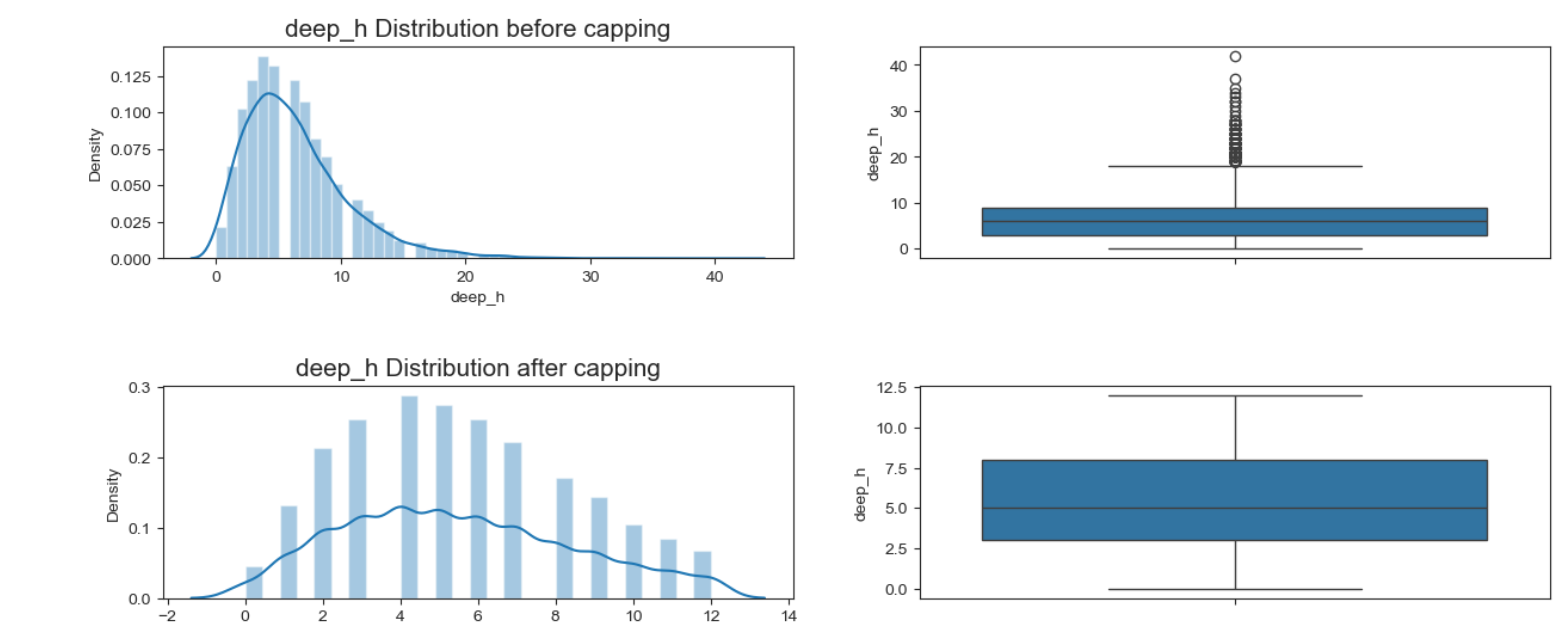 deep_h Distribution before capping
0.125
0.100
0.075
0.050
0.025
0.000
Density
0 10 20 30 40
deep_h
40
30
20
10
0
deep_h
deep_h Distribution after capping
0.3
0.2
0.1
0.0
Density
−2 0 2 4 6 8 10 12 14
12.5
10.0
7.5
5.0
2.5
0.0
deep_h